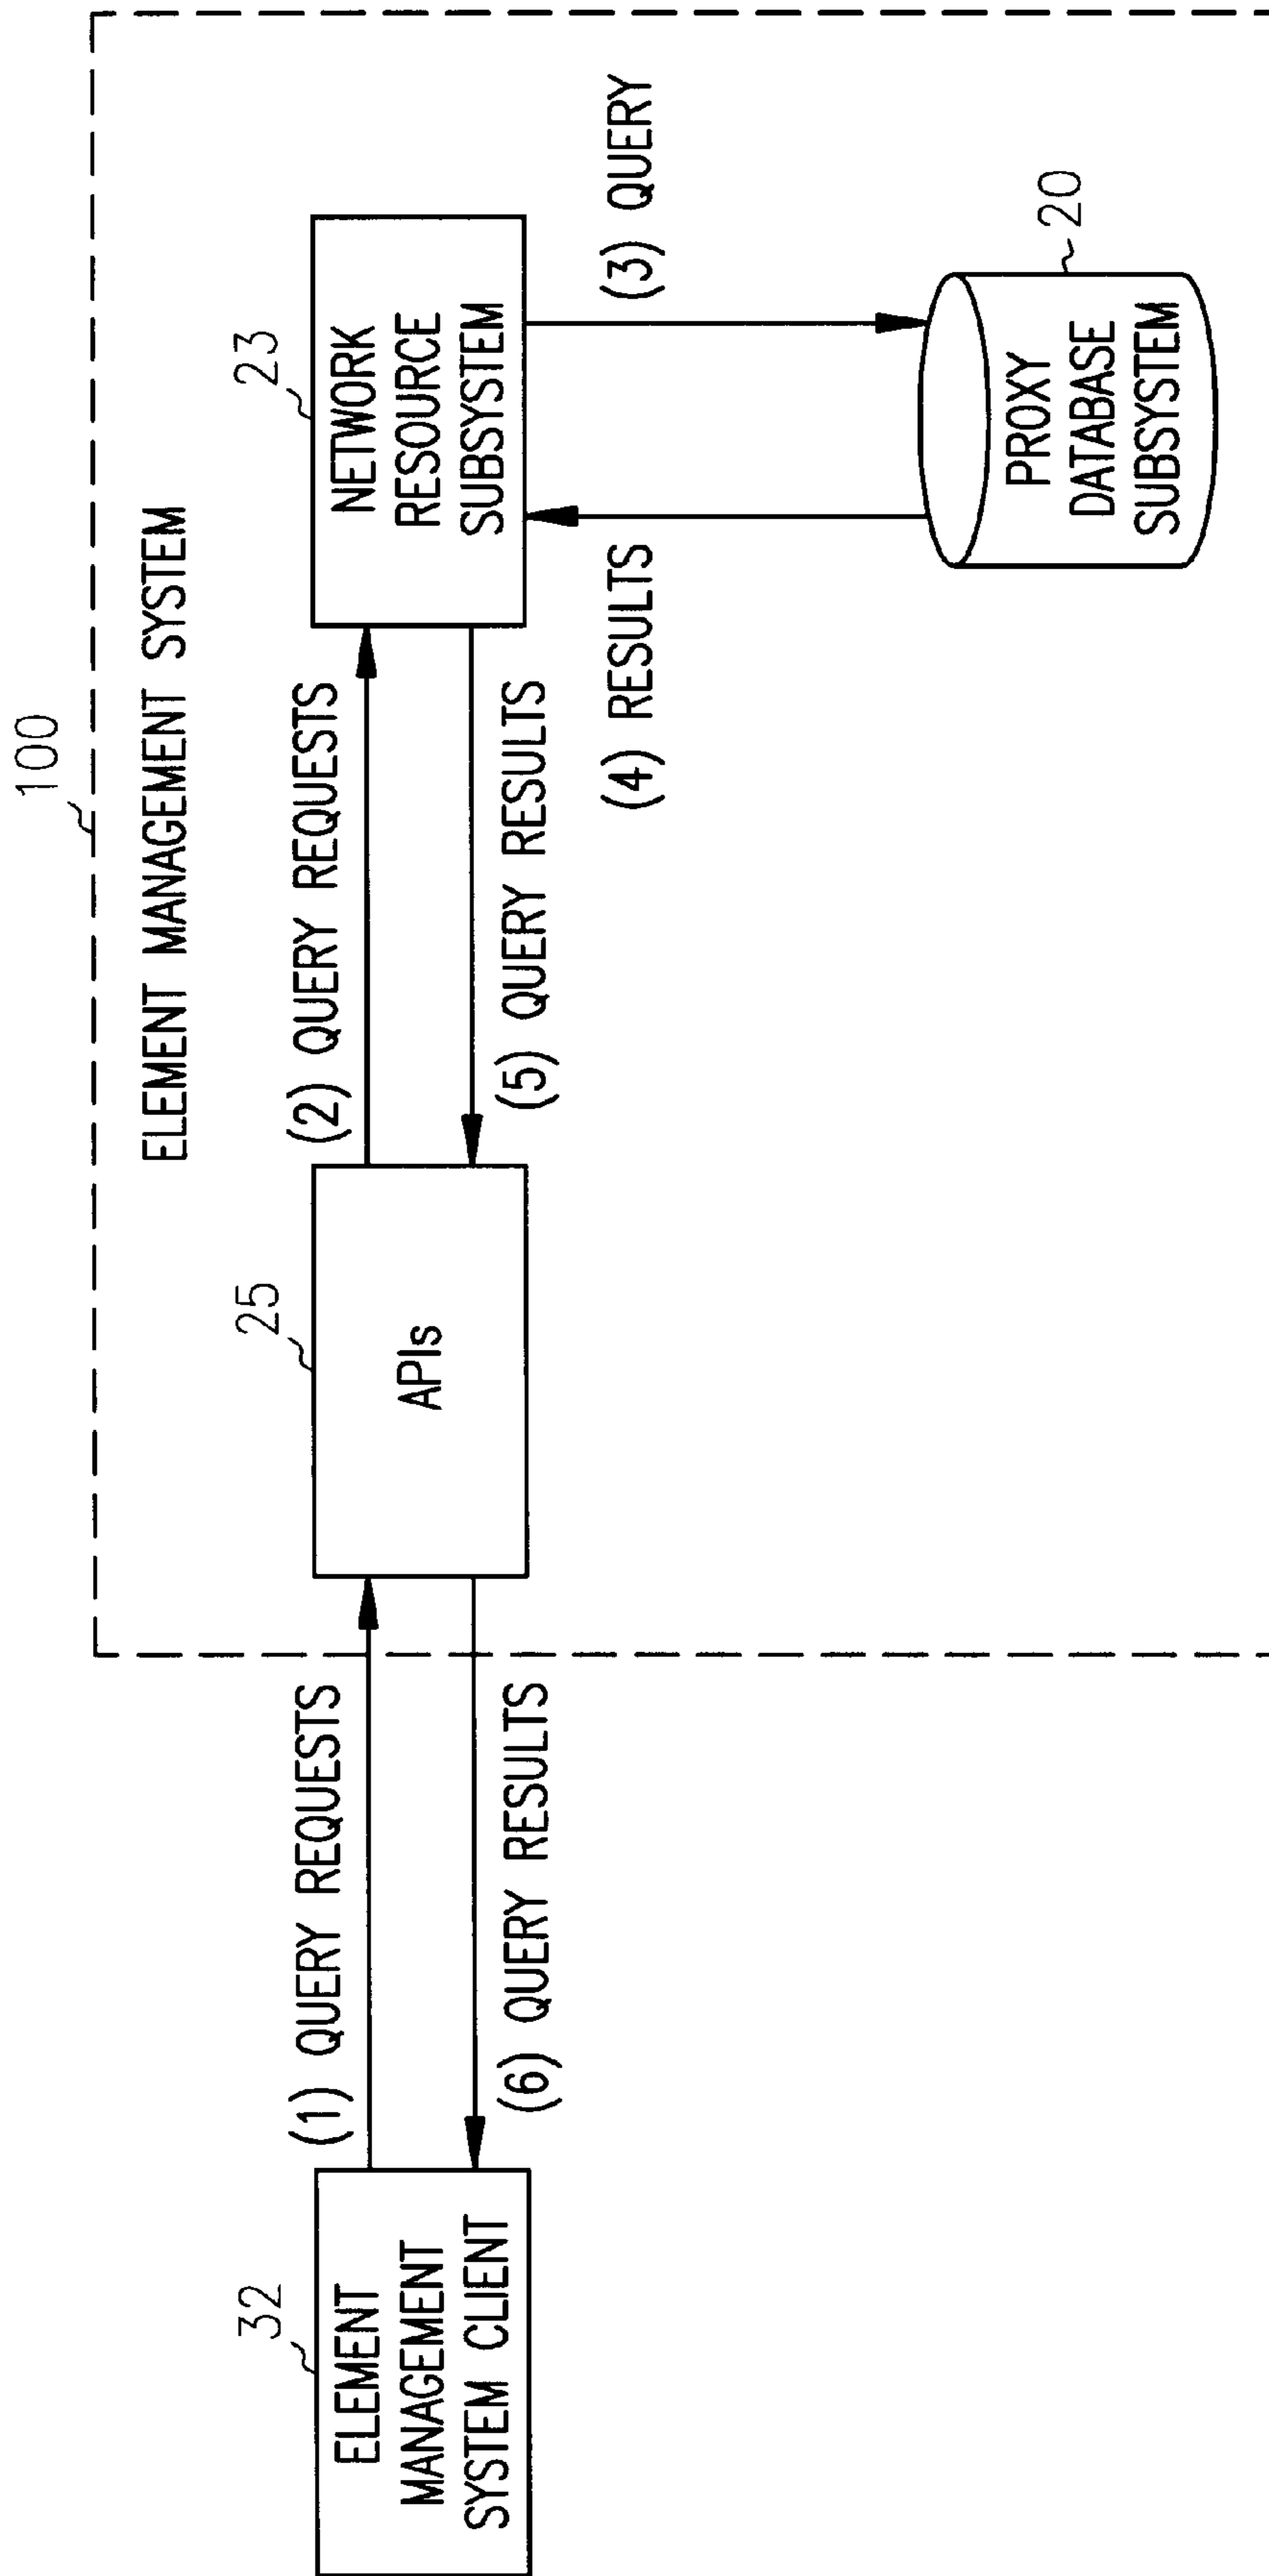 100
ELEMENT MANAGEMENT SYSTEM
32
ELEMENT
MANAGEMENT
SYSTEM CLIENT
(1) QUERY REQUESTS
(6) QUERY RESULTS
25
APIs
(2) QUERY REQUESTS
(5) QUERY RESULTS
23
NETWORK
RESOURCE
SUBSYSTEM
(4) RESULTS
(3) QUERY
PROXY
DATABASE
SUBSYSTEM
20